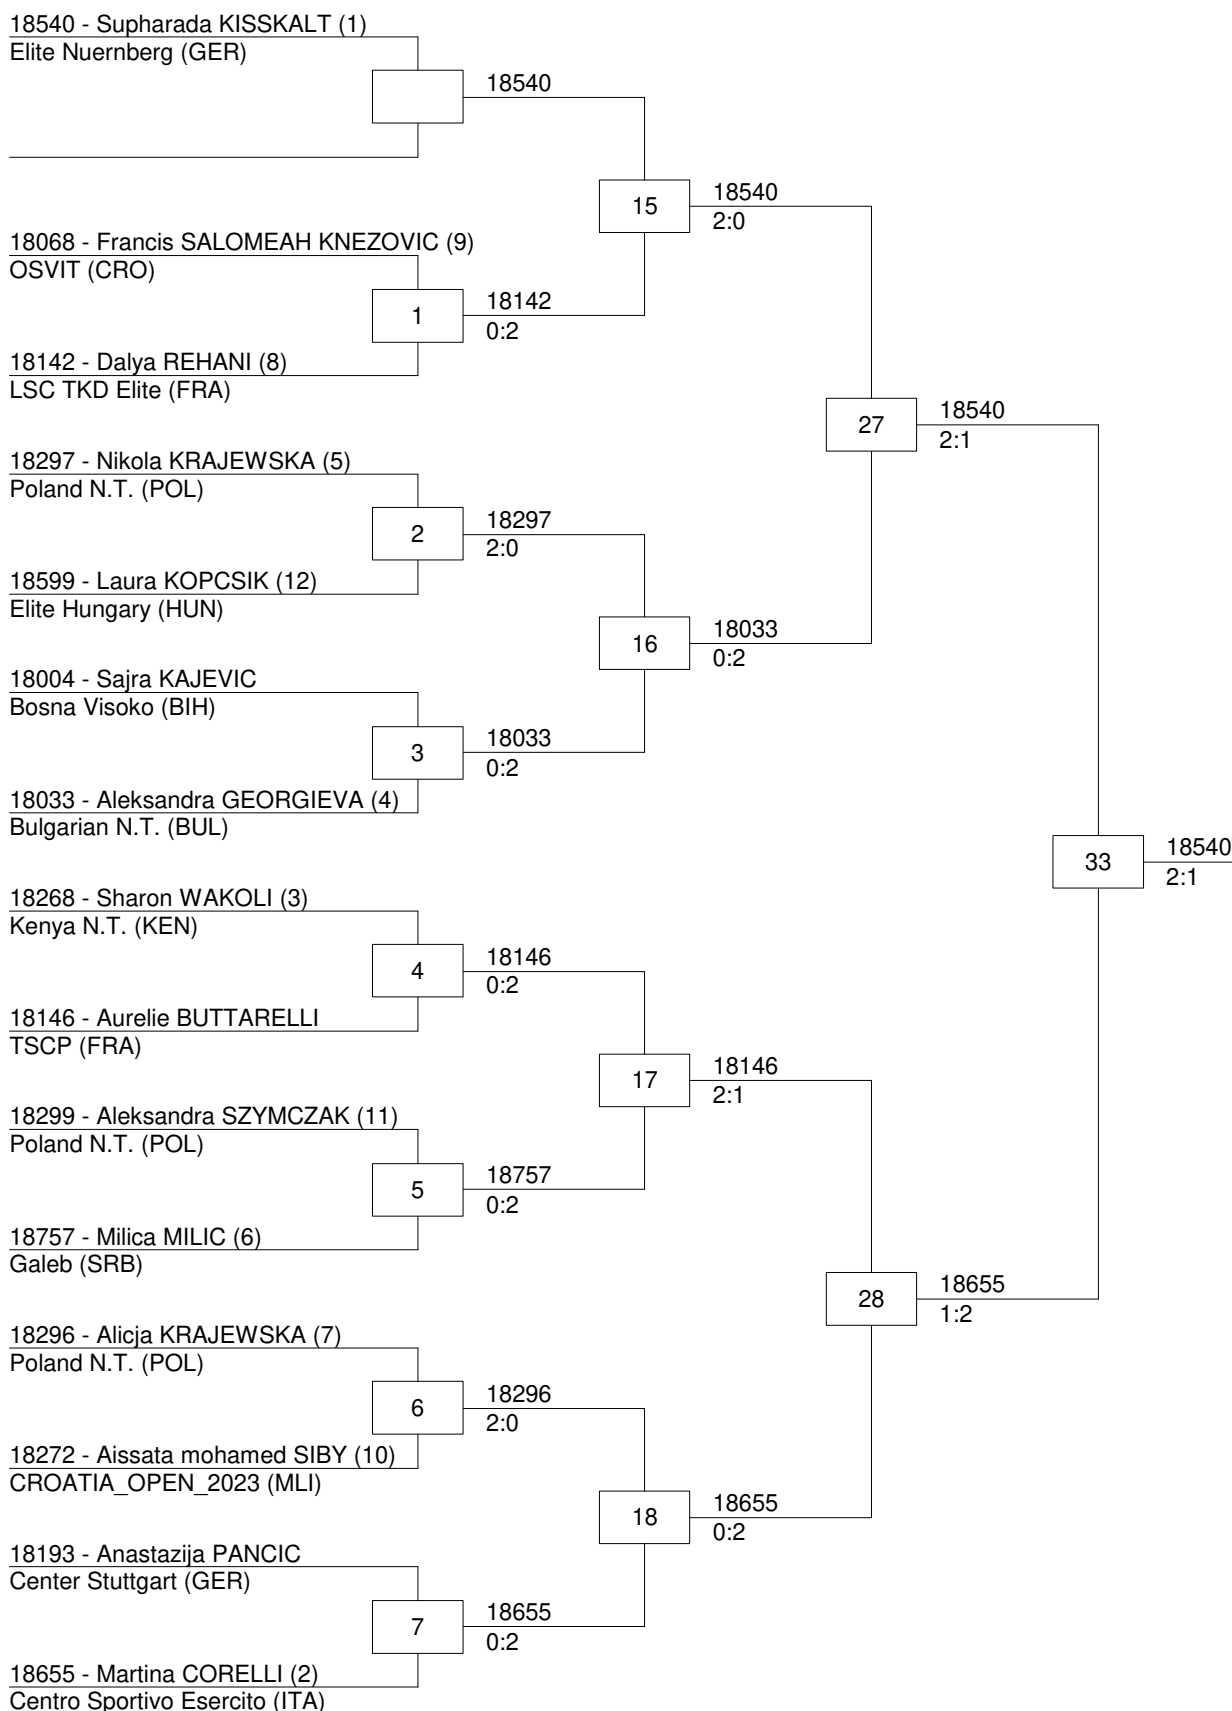 18540 - Supharada KISSKALT (1)
Elite Nuernberg (GER)
18540
15
18540
2:0
18068 - Francis SALOMEAH KNEZOVIC (9)
OSVIT (CRO)
1
18142
0:2
18142 - Dalya REHANI (8)
LSC TKD Elite (FRA)
27
18540
2:1
18297 - Nikola KRAJEWSKA (5)
Poland N.T. (POL)
2
18297
2:0
18599 - Laura KOPCSIK (12)
Elite Hungary (HUN)
16
18033
0:2
18004 - Sajra KAJEVIC
Bosna Visoko (BIH)
3
18033
0:2
18033 - Aleksandra GEORGIEVA (4)
Bulgarian N.T. (BUL)
33
18540
2:1
18268 - Sharon WAKOLI (3)
Kenya N.T. (KEN)
4
18146
0:2
18146 - Aurelie BUTTARELLI
TSCP (FRA)
17
18146
2:1
18299 - Aleksandra SZYMCZAK (11)
Poland N.T. (POL)
5
18757
0:2
18757 - Milica MILIC (6)
Galeb (SRB)
28
18655
1:2
18296 - Alicja KRAJEWSKA (7)
Poland N.T. (POL)
6
18296
2:0
18272 - Aissata mohamed SIBY (10)
CROATIA_OPEN_2023 (MLI)
18
18655
0:2
18193 - Anastazija PANCIC
Center Stuttgart (GER)
7
18655
0:2
18655 - Martina CORELLI (2)
Centro Sportivo Esercito (ITA)